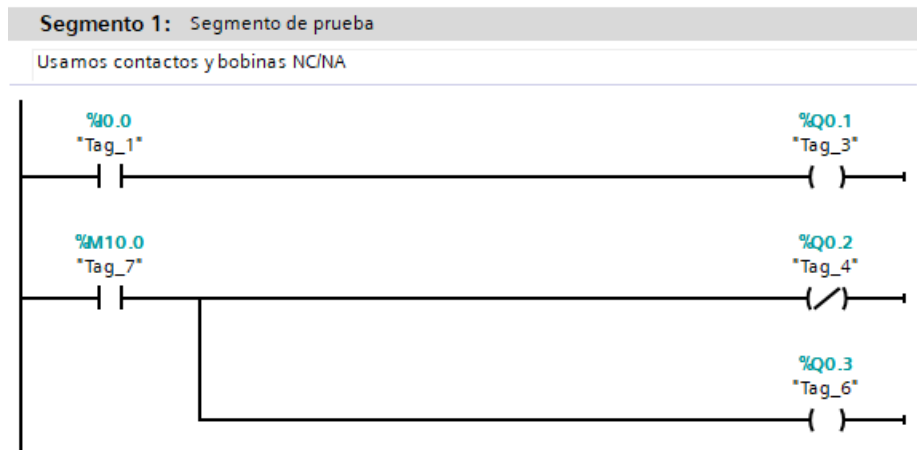 Segmento 1: Segmento de prueba
Usamos contactos y bobinas NC/NA
%I0.0
"Tag_1"
%Q0.1
"Tag_3"
%M10.0
"Tag_7"
%Q0.2
"Tag_4"
%Q0.3
"Tag_6"